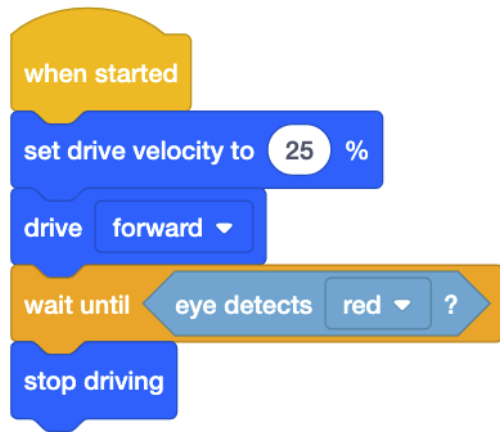 when started
set drive velocity to 25 %
drive forward
wait until eye detects red ?
stop driving